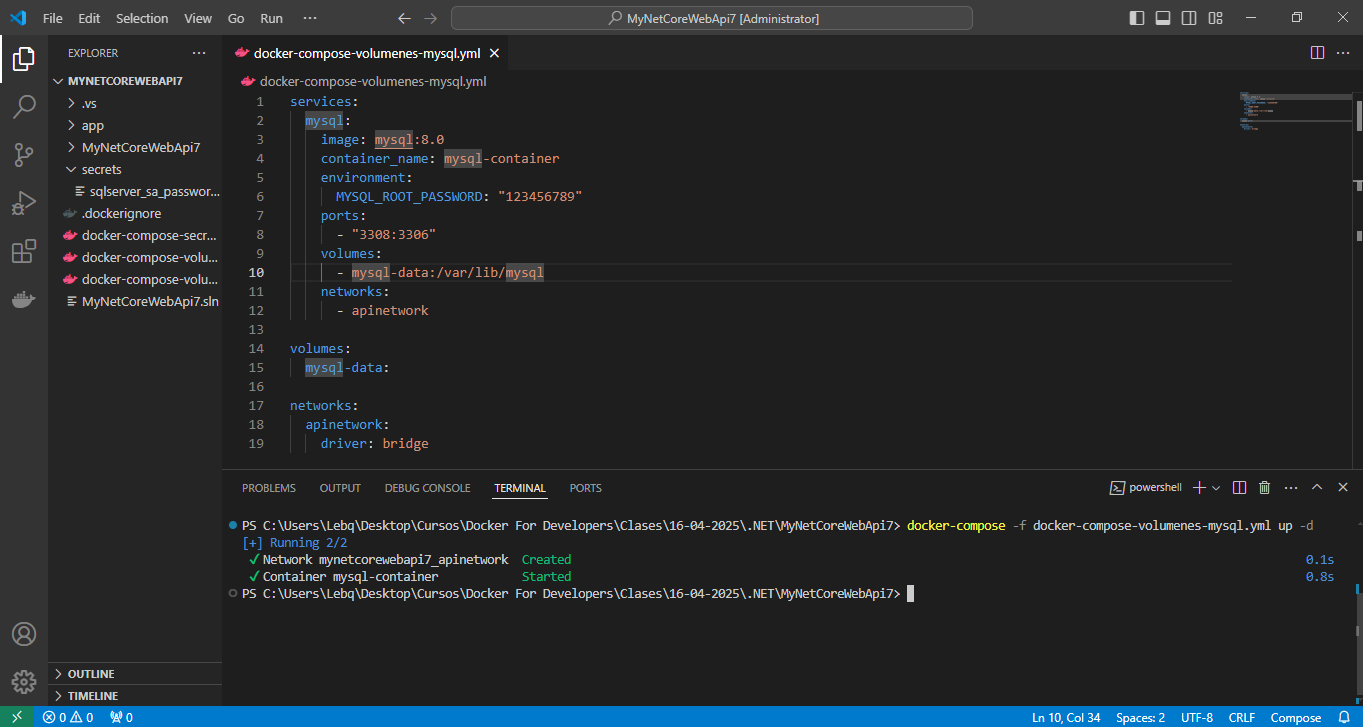 File Edit Selection View Go Run ···
MyNetCoreWebApi7 [Administrator]
EXPLORER ···
MYNETCOREWEBAPI7
.vs
app
MyNetCoreWebApi7
secrets
sqlserver_sa_passwor...
.dockerignore
docker-compose-secr...
docker-compose-volu...
docker-compose-volu...
MyNetCoreWebApi7.sln
OUTLINE
TIMELINE
docker-compose-volumenes-mysql.yml
docker-compose-volumenes-mysql.yml
1 services:
2 mysql:
3 image: mysql:8.0
4 container_name: mysql-container
5 environment:
6 MYSQL_ROOT_PASSWORD: "123456789"
7 ports:
8 - "3308:3306"
9 volumes:
10 - mysql-data:/var/lib/mysql
11 networks:
12 - apinetwork
13
14 volumes:
15 mysql-data:
16
17 networks:
18 apinetwork:
19 driver: bridge
PROBLEMS OUTPUT DEBUG CONSOLE TERMINAL PORTS
powershell
PS C:\Users\Lebq\Desktop\Cursos\Docker For Developers\Clases\16-04-2025\.NET\MyNetCoreWebApi7> docker-compose -f docker-compose-volumenes-mysql.yml up -d
[+] Running 2/2
✓ Network mynetcorewebapi7_apinetwork Created 0.1s
✓ Container mysql-container Started 0.8s
PS C:\Users\Lebq\Desktop\Cursos\Docker For Developers\Clases\16-04-2025\.NET\MyNetCoreWebApi7>
0 0 0 Ln 10, Col 34 Spaces: 2 UTF-8 CRLF Compose